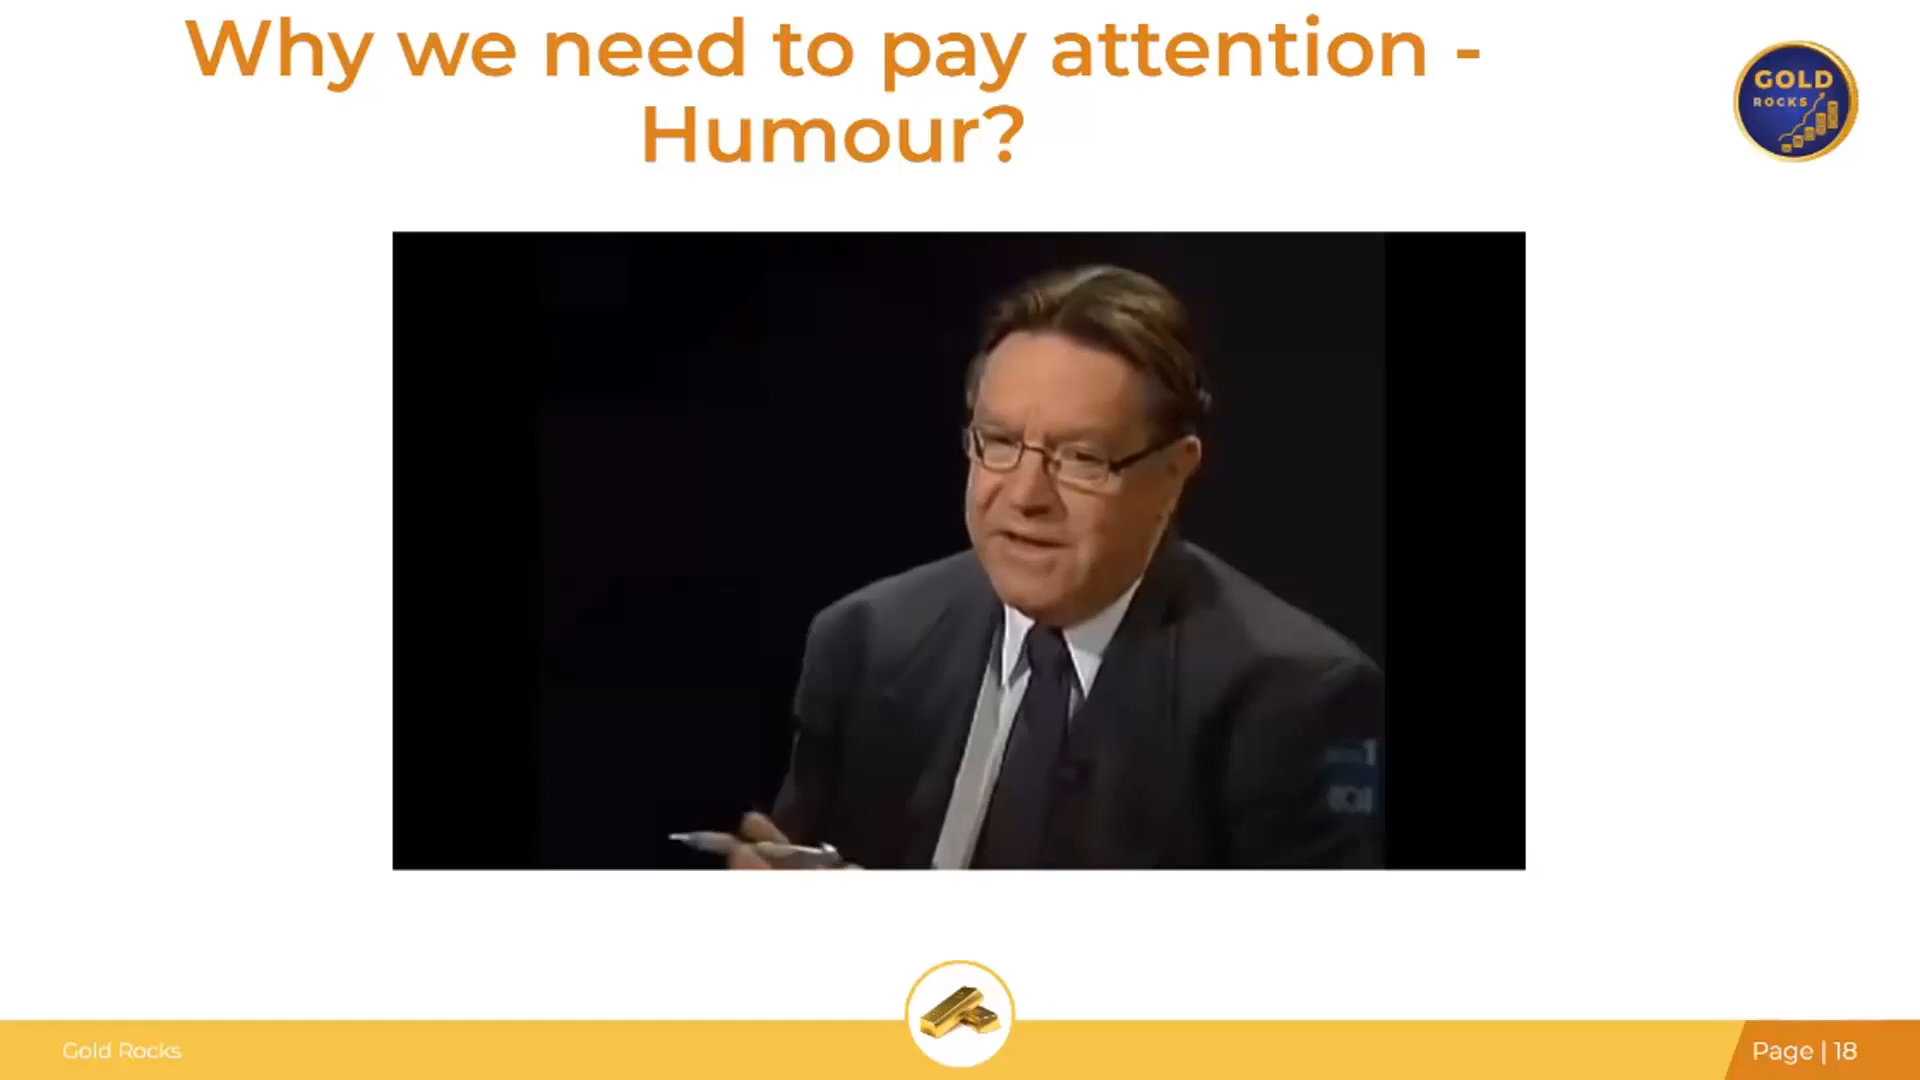 Why we need to pay attention -
Humour?
GOLD
ROCKS
Gold Rocks
Page | 18